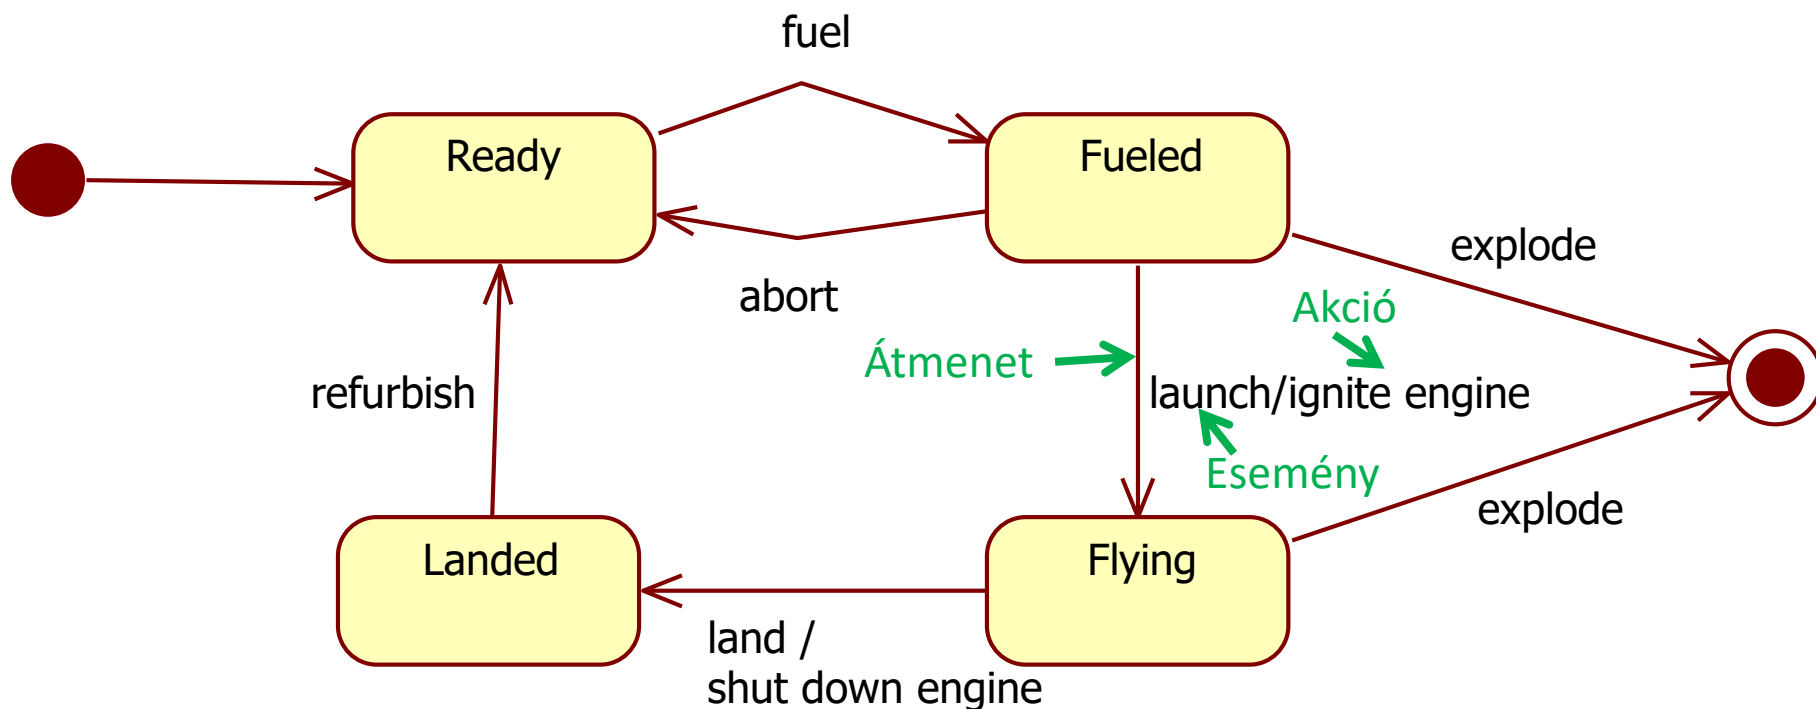 fuel
Ready
Fueled
explode
abort
Akció
Átmenet
refurbish
launch/ignite engine
Esemény
explode
Landed
Flying
land /
shut down engine